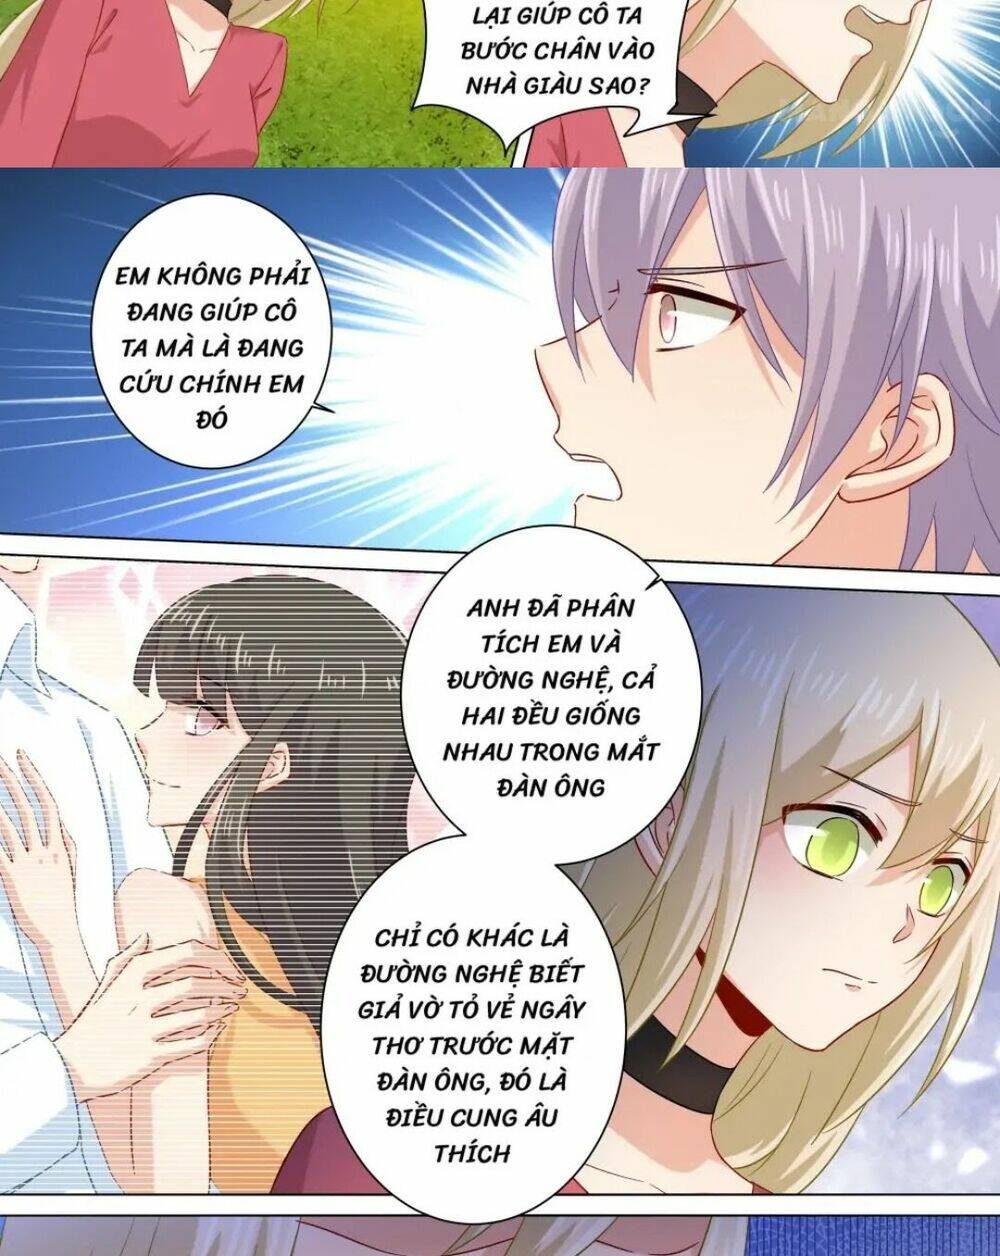 LẠI GIÚP CÔ TA
BƯỚC CHÂN VÀO
NHÀ GIÀU SAO?
EM KHÔNG PHẢI
ĐANG GIÚP CÔ
TA MÀ LÀ ĐANG
CỨU CHÍNH EM
ĐÓ
ANH ĐÃ PHÂN
TÍCH EM VÀ
ĐƯỜNG NGHỆ, CẢ
HAI ĐỀU GIỐNG
NHAU TRONG MẮT
ĐÀN ÔNG
CHỈ CÓ KHÁC LÀ
ĐƯỜNG NGHỆ BIẾT
GIẢ VỜ TỎ VẺ NGÂY
THƠ TRƯỚC MẶT
ĐÀN ÔNG, ĐÓ LÀ
ĐIỀU CUNG ÂU
THÍCH